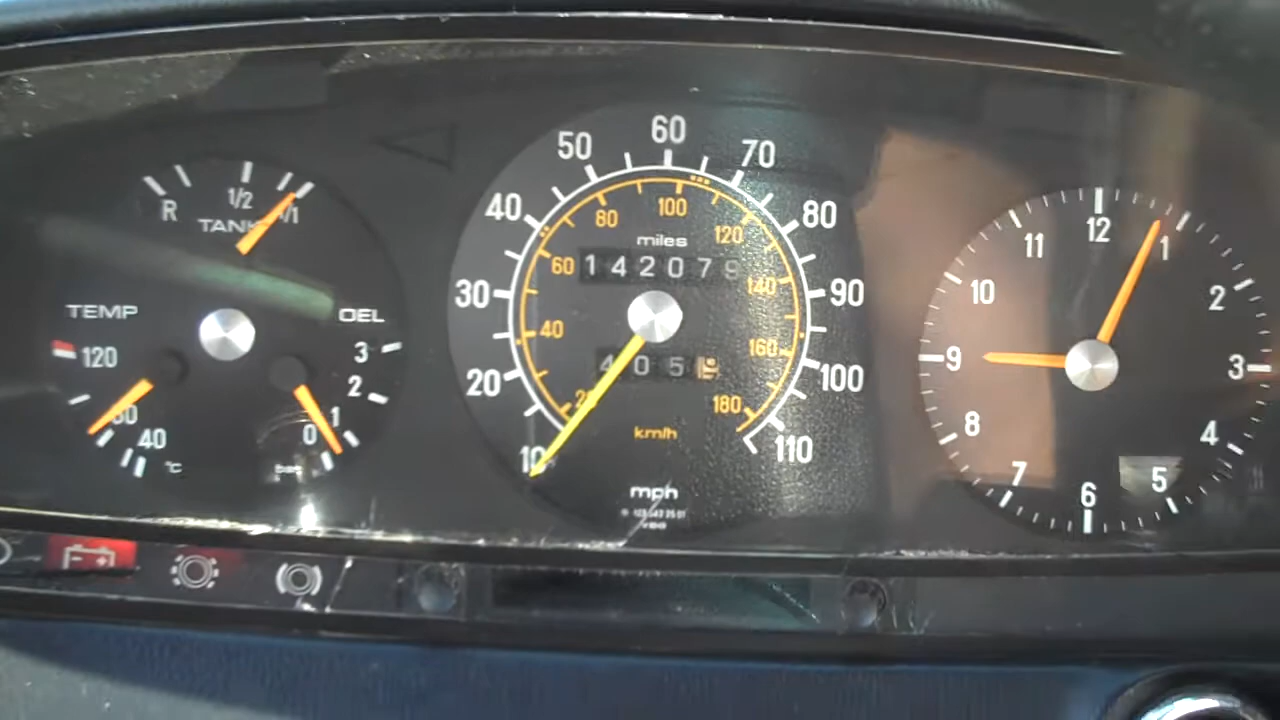 R 1/2 1/1
TANK
TEMP
120
40
°C
OEL
3
2
1
0
bar
10 20 30 40 50 60 70 80 90 100 110
40 60 80 100 120 140 160 180
miles
142079
405
km/h
mph
12
1
2
3
4
5
6
7
8
9
10
11